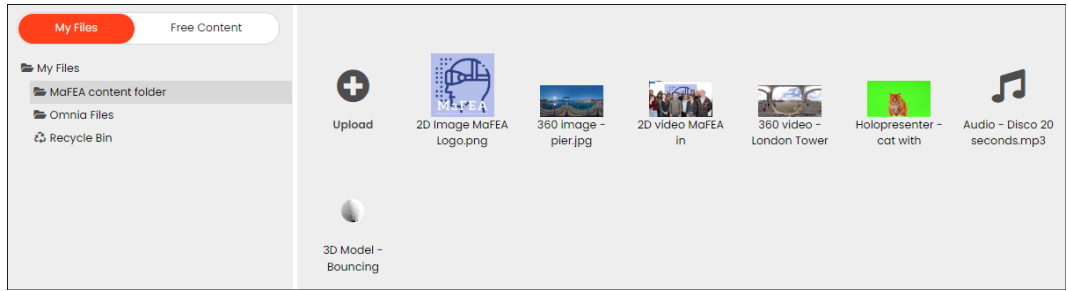 My Files
Free Content
My Files
MaFEA content folder
Omnia Files
Recycle Bin
Upload
MaFEA
2D Image MaFEA
Logo.png
360 image -
pier.jpg
2D video MaFEA
in
360 video -
London Tower
Holopresenter -
cat with
Audio - Disco 20
seconds.mp3
3D Model -
Bouncing